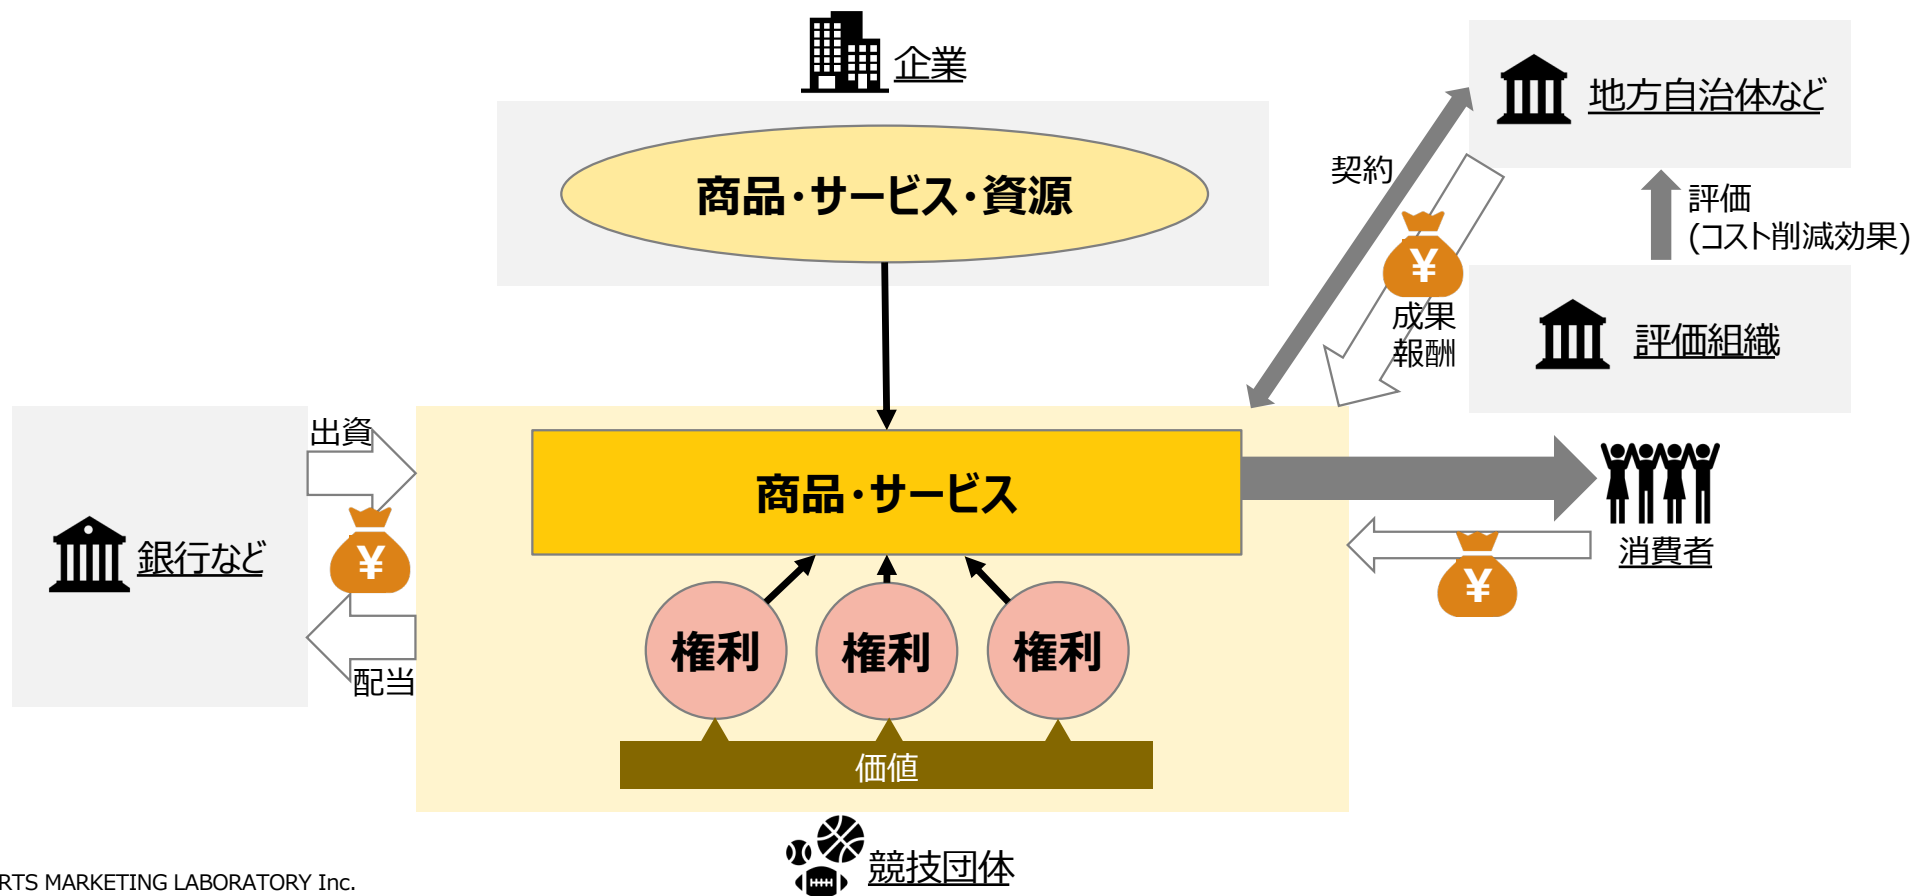 企業
商品・サービス・資源
地方自治体など
契約
評価
(コスト削減効果)
¥
成果
報酬
評価組織
出資
商品・サービス
銀行など
¥
消費者
¥
権利
権利
権利
配当
価値
競技団体
RTS MARKETING LABORATORY Inc.